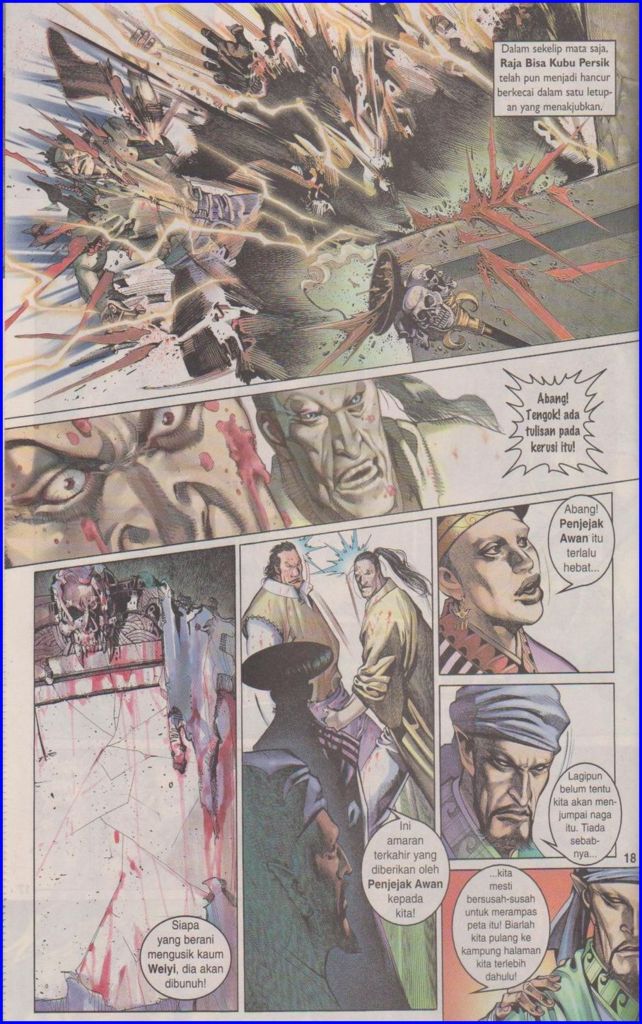 Dalam sekelip mata saja,
Raja Bisa Kubu Persik
telah pun menjadi hancur
berkecai dalam satu letup-
an yang menakjubkan.
Abang!
Tengok! ada
tulisan pada
kerusi itu!
Siapa
yang berani
mengusik kaum
Weiyi, dia akan
dibunuh!
Ini
amaran
terkahir yang
diberikan oleh
Penjejak Awan
kepada
kita!
Abang!
Penjejak
Awan itu
terlalu
hebat...
Lagipun
belum tentu
kita akan men-
jumpai naga
itu. Tiada
sebab-
nya...
18
...kita
mesti
bersusah-susah
untuk merampas
peta itu! Biarlah
kita pulang ke
kampung halaman
kita terlebih
dahulu!